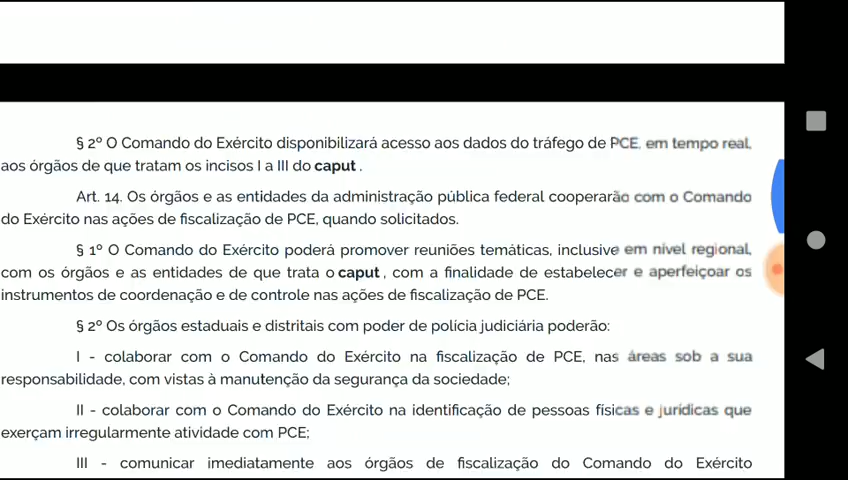 § 2º O Comando do Exército disponibilizará acesso aos dados do tráfego de PCE, em tempo real,
aos órgãos de que tratam os incisos I a III do caput .
Art. 14. Os órgãos e as entidades da administração pública federal cooperarão com o Comando
do Exército nas ações de fiscalização de PCE, quando solicitados.
§ 1º O Comando do Exército poderá promover reuniões temáticas, inclusive em nível regional,
com os órgãos e as entidades de que trata o caput , com a finalidade de estabelecer e aperfeiçoar os
instrumentos de coordenação e de controle nas ações de fiscalização de PCE.
§ 2º Os órgãos estaduais e distritais com poder de polícia judiciária poderão:
I - colaborar com o Comando do Exército na fiscalização de PCE, nas áreas sob a sua
responsabilidade, com vistas à manutenção da segurança da sociedade;
II - colaborar com o Comando do Exército na identificação de pessoas físicas e jurídicas que
exerçam irregularmente atividade com PCE;
III - comunicar imediatamente aos órgãos de fiscalização do Comando do Exército